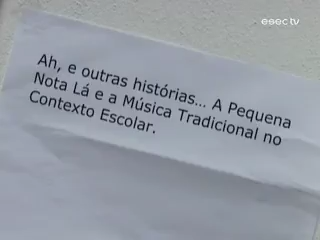 esec tv
Ah, e outras histórias... A Pequena
Nota Lá e a Música Tradicional no
Contexto Escolar.